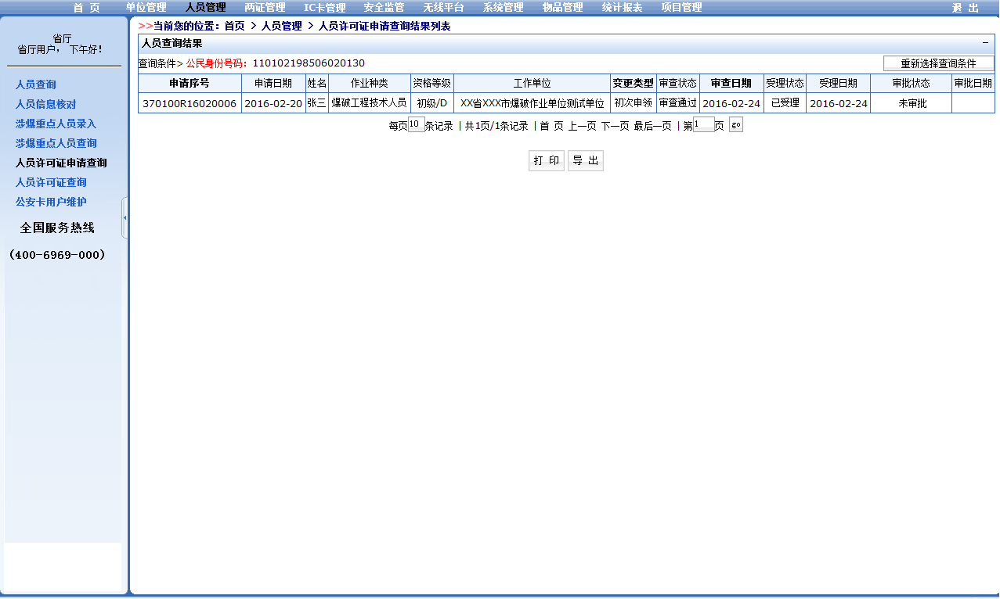 首 页 单位管理 人员管理 两证管理 IC卡管理 安全监管 无线平台 系统管理 物品管理 统计报表 项目管理 退 出
省厅
省厅用户， 下午好！
人员查询
人员信息核对
涉爆重点人员录入
涉爆重点人员查询
人员许可证申请查询
人员许可证查询
公安卡用户维护
全国服务热线
(400-6969-000)
>>当前您的位置：首页 > 人员管理 > 人员许可证申请查询结果列表
人员查询结果 −
查询条件> 公民身份号码：110102198506020130 重新选择查询条件
申请序号 申请日期 姓名 作业种类 资格等级 工作单位 变更类型 审查状态 审查日期 受理状态 受理日期 审批状态 审批日期
370100R16020006 2016-02-20 张三 爆破工程技术人员 初级/D XX省XXX市爆破作业单位测试单位 初次申领 审查通过 2016-02-24 已受理 2016-02-24 未审批
每页10条记录 | 共1页/1条记录 | 首 页 上一页 下一页 最后一页 | 第1页 go
打 印 导 出